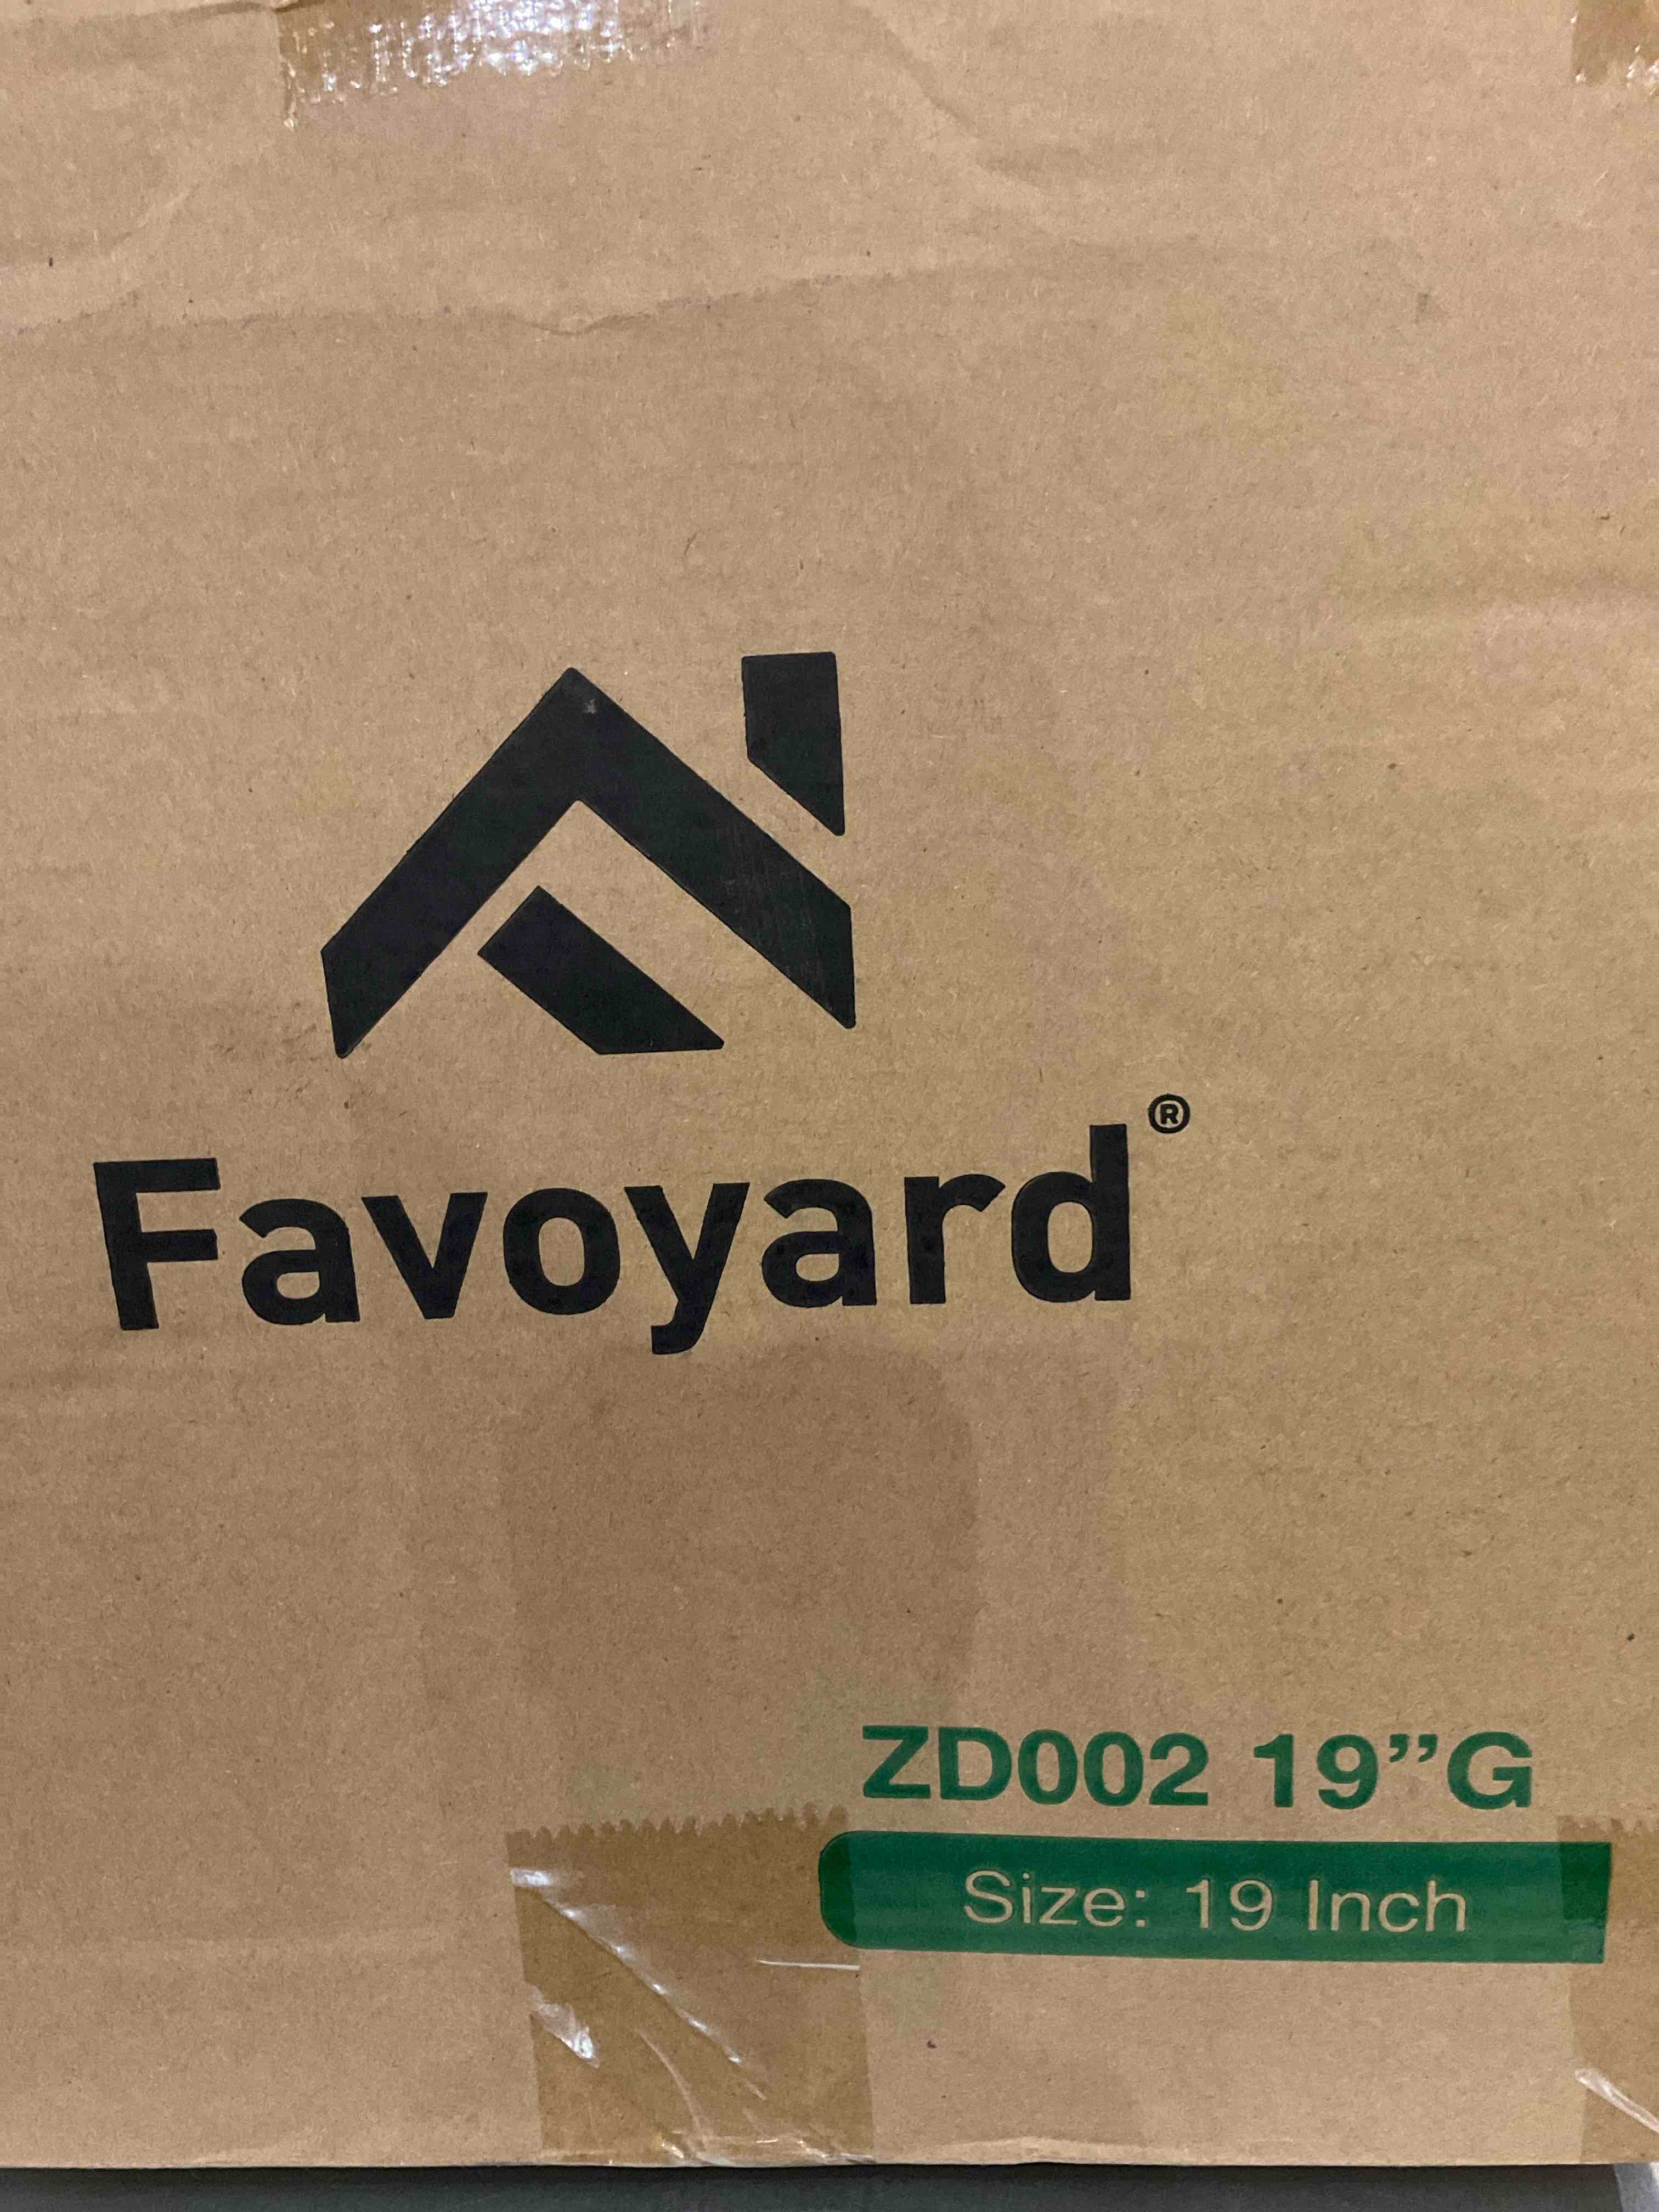 Favoyard®
ZD002 19”G
Size: 19 Inch